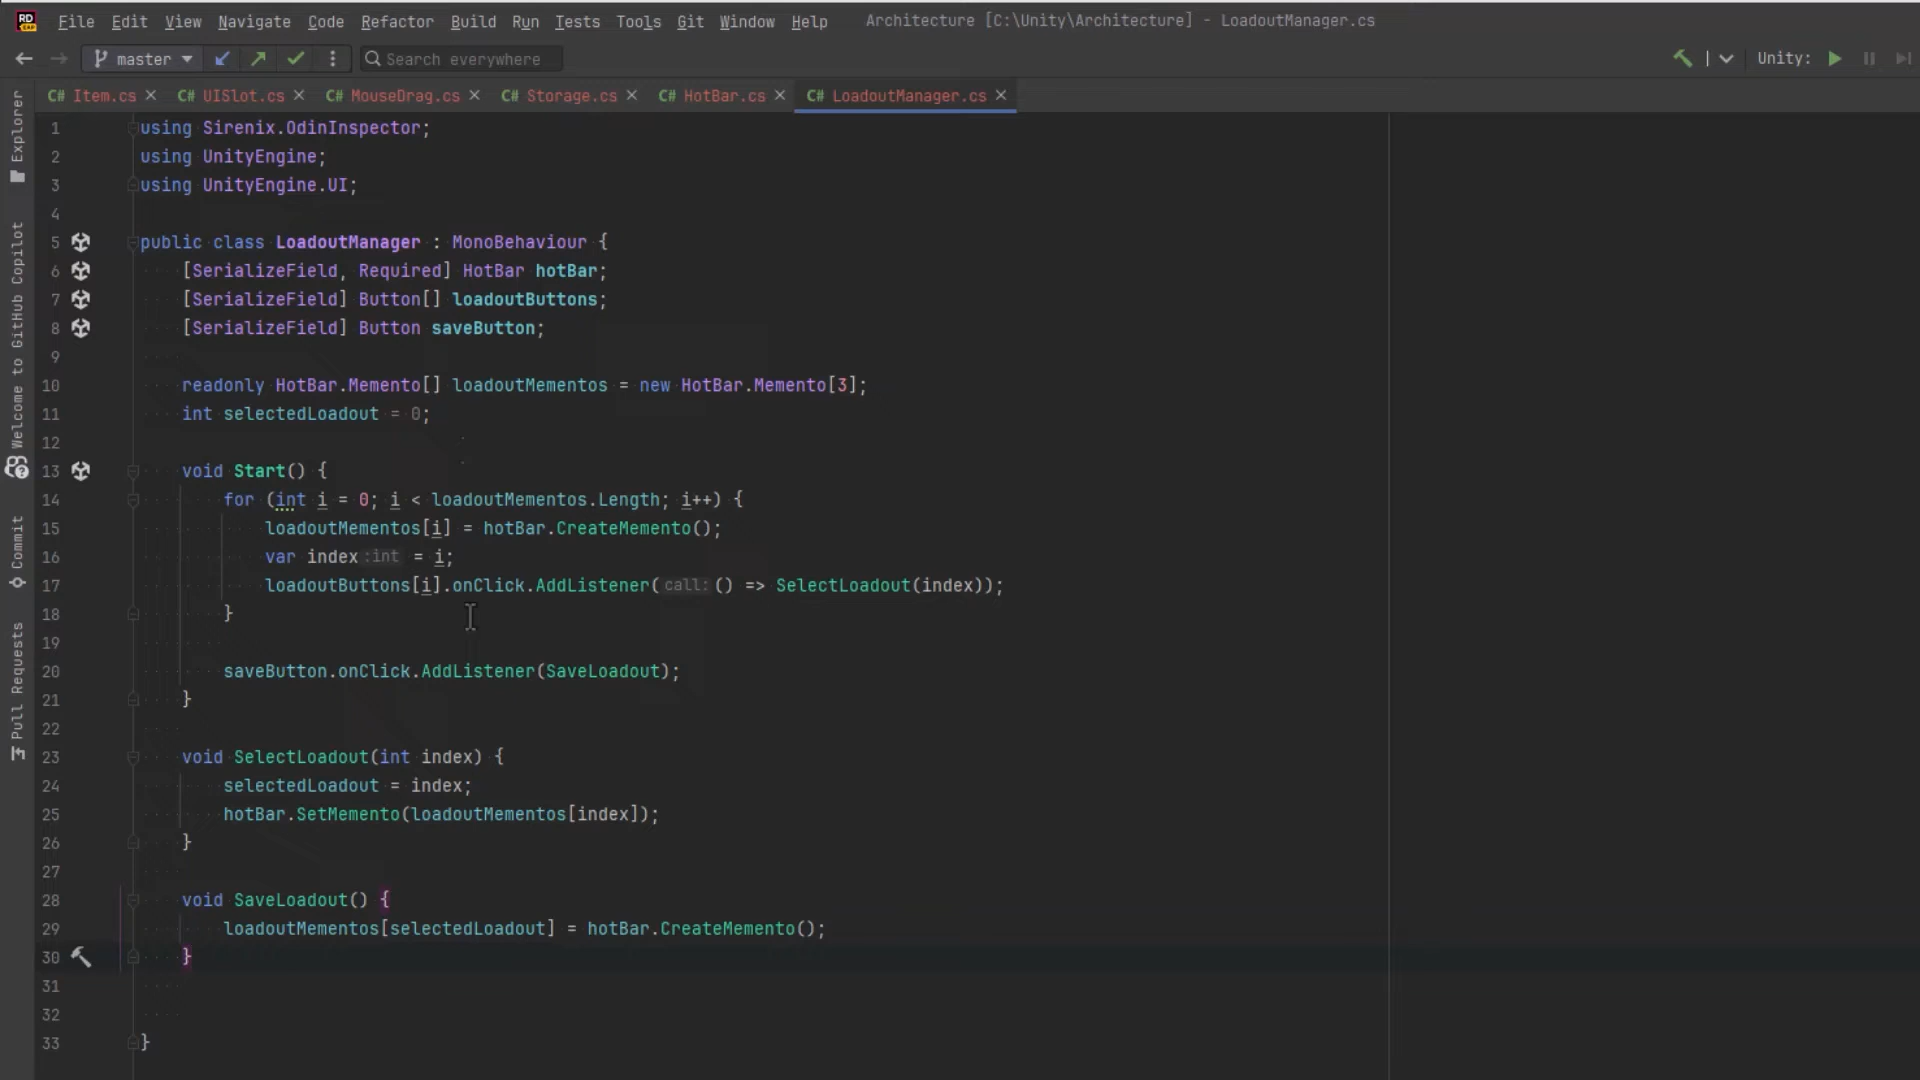 RD File Edit View Navigate Code Refactor Build Run Tests Tools Git Window Help Architecture [C:\Unity\Architecture] - LoadoutManager.cs
master Search everywhere Unity:
C# Item.cs C# UISlot.cs C# MouseDrag.cs C# Storage.cs C# HotBar.cs C# LoadoutManager.cs
Explorer
Welcome to GitHub Copilot
Commit
Pull Requests
1 using Sirenix.OdinInspector;
2 using UnityEngine;
3 using UnityEngine.UI;
4
5 public class LoadoutManager : MonoBehaviour {
6 [SerializeField, Required] HotBar hotBar;
7 [SerializeField] Button[] loadoutButtons;
8 [SerializeField] Button saveButton;
9
10 readonly HotBar.Memento[] loadoutMementos = new HotBar.Memento[3];
11 int selectedLoadout = 0;
12
13 void Start() {
14 for (int i = 0; i < loadoutMementos.Length; i++) {
15 loadoutMementos[i] = hotBar.CreateMemento();
16 var index :int = i;
17 loadoutButtons[i].onClick.AddListener( call: () => SelectLoadout(index));
18 }
19
20 saveButton.onClick.AddListener(SaveLoadout);
21 }
22
23 void SelectLoadout(int index) {
24 selectedLoadout = index;
25 hotBar.SetMemento(loadoutMementos[index]);
26 }
27
28 void SaveLoadout() {
29 loadoutMementos[selectedLoadout] = hotBar.CreateMemento();
30 }
31
32
33 }